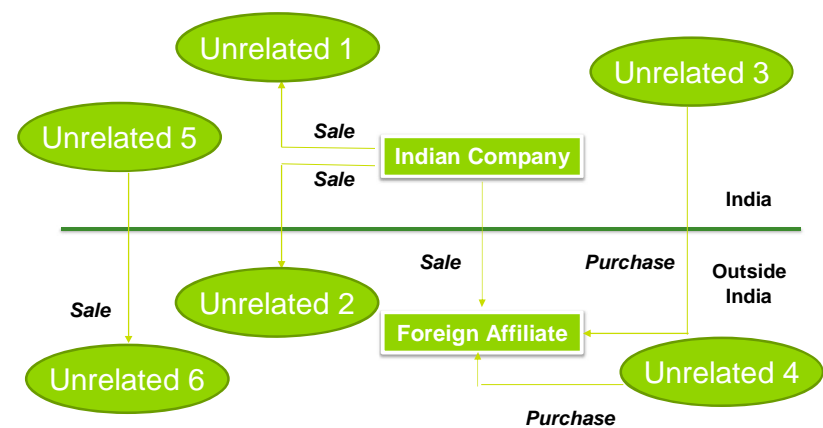 Unrelated 1
Unrelated 3
Unrelated 5
Sale
Indian Company
Sale
India
Sale
Purchase
Outside
India
Sale
Unrelated 2
Foreign Affiliate
Unrelated 6
Unrelated 4
Purchase